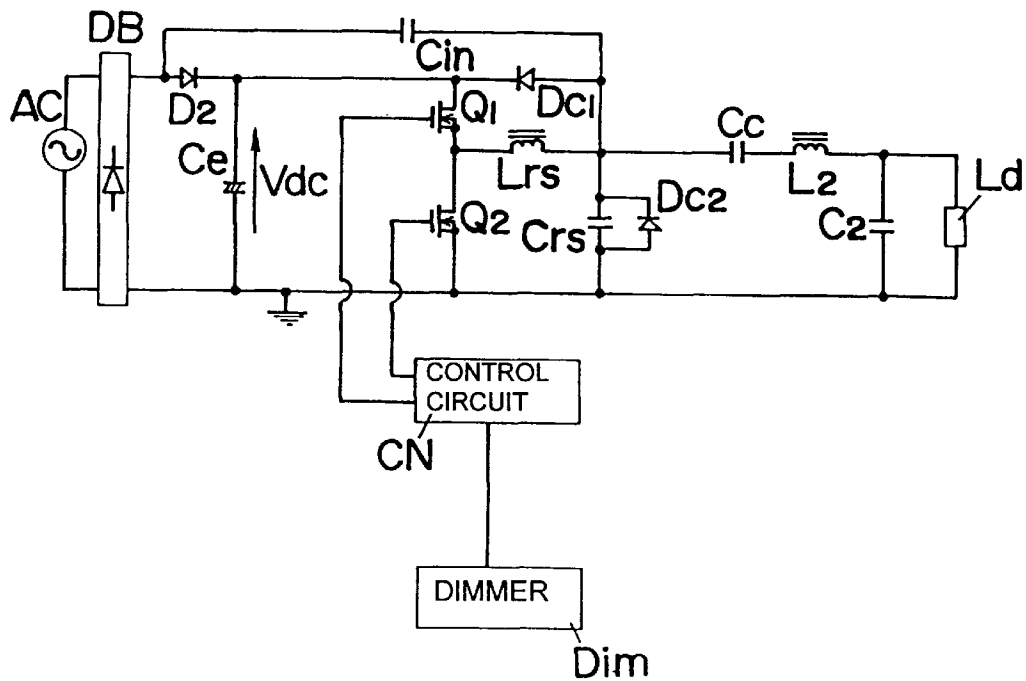 DB
Cin
AC
D2
Q1
Dc1
Cc
Ce
Vdc
Lrs
L2
Ld
Q2
Dc2
Crs
C2
CONTROL
CIRCUIT
CN
DIMMER
Dim